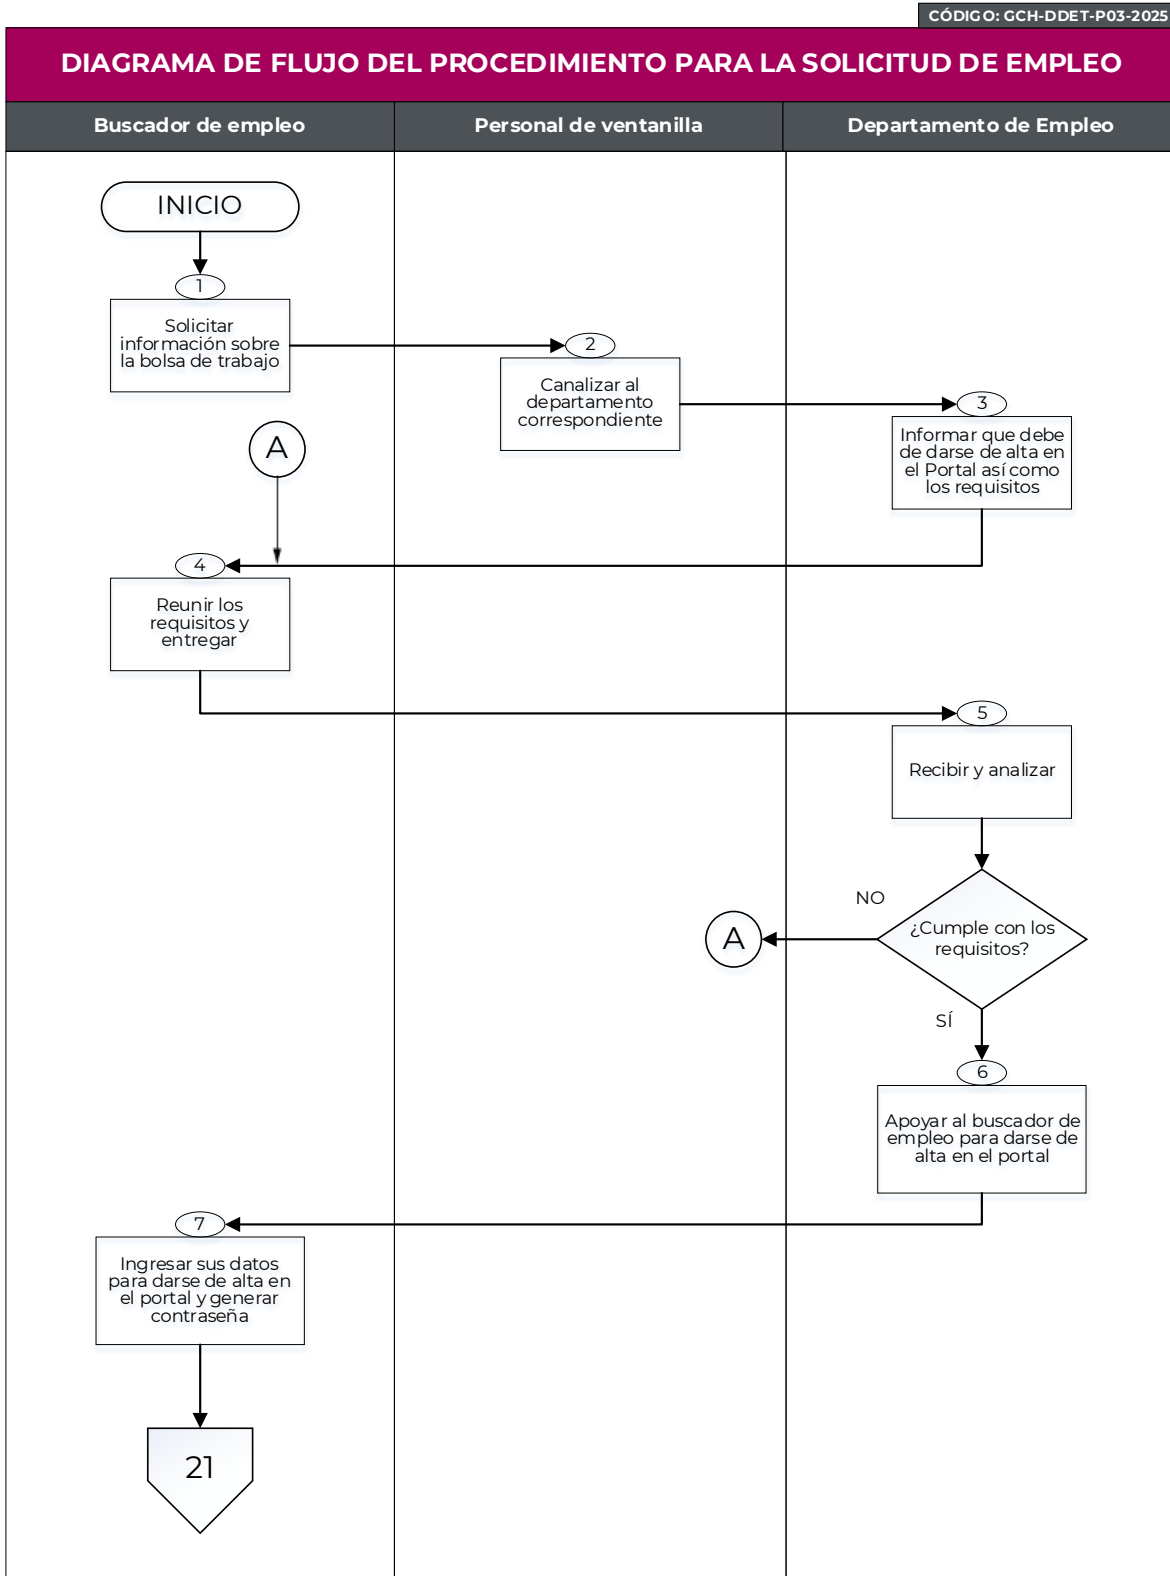 CÓDIGO: GCH-DDET-P03-2025
DIAGRAMA DE FLUJO DEL PROCEDIMIENTO PARA LA SOLICITUD DE EMPLEO
Buscador de empleo
Personal de ventanilla
Departamento de Empleo
INICIO
1
Solicitar
información sobre
la bolsa de trabajo
2
Canalizar al
departamento
correspondiente
3
Informar que debe
de darse de alta en
el Portal así como
los requisitos
A
4
Reunir los
requisitos y
entregar
5
Recibir y analizar
¿Cumple con los
requisitos?
NO
A
SÍ
6
Apoyar al buscador de
empleo para darse de
alta en el portal
7
Ingresar sus datos
para darse de alta en
el portal y generar
contraseña
21